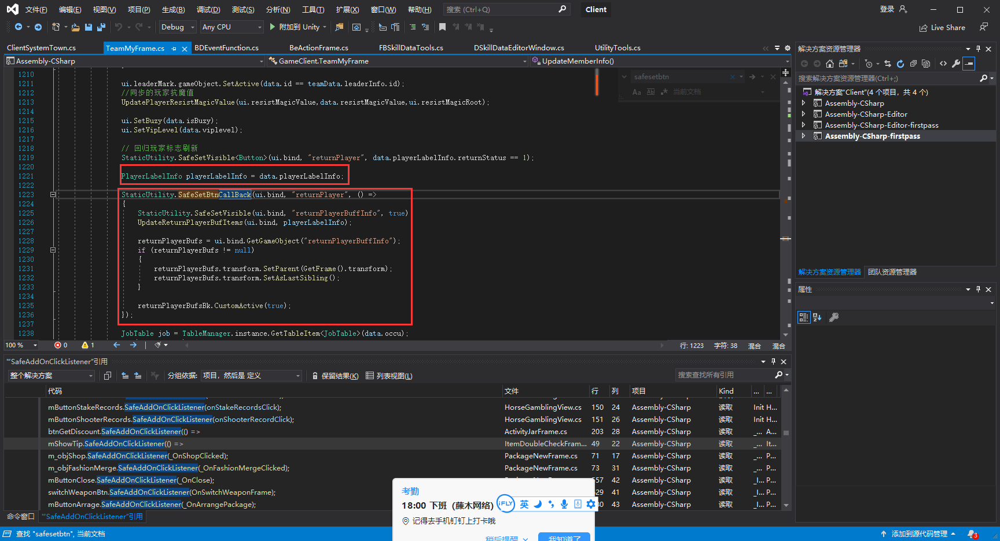 文件(F) 编辑(E) 视图(V) 项目(P) 生成(B) 调试(D) 测试(S) 分析(N) 工具(T) 扩展(X) 窗口(W) 帮助(H) 搜索 (Ctrl+Q) Client 登录
Debug Any CPU 附加到 Unity Live Share
ClientSystemTown.cs TeamMyFrame.cs BDEventFunction.cs BeActionFrame.cs FBSkillDataTools.cs DSkillDataEditorWindow.cs UtilityTools.cs
Assembly-CSharp GameClient.TeamMyFrame UpdateMemberInfo()
safesetbtn
Aa Ab 当前文档
1210
1211 ui.leaderMark.gameObject.SetActive(data.id == teamData.leaderInfo.id);
1212 //同步的玩家抗魔值
1213 UpdatePlayerResistMagicValue(ui.resistMagicValue,data.resistMagicValue,ui.resistMagicRoot);
1214
1215 ui.SetBuzy(data.isBuzy);
1216 ui.SetVipLevel(data.viplevel);
1217
1218 // 回归玩家标志刷新
1219 StaticUtility.SafeSetVisible<Button>(ui.bind, "returnPlayer", data.playerLabelInfo.returnStatus == 1);
1220
1221 PlayerLabelInfo playerLabelInfo = data.playerLabelInfo;
1222
1223 StaticUtility.SafeSetBtnCallBack(ui.bind, "returnPlayer", () =>
1224 {
1225 StaticUtility.SafeSetVisible(ui.bind, "returnPlayerBuffInfo", true)
1226 UpdateReturnPlayerBufItems(ui.bind, playerLabelInfo);
1227
1228 returnPlayerBufs = ui.bind.GetGameObject("returnPlayerBuffInfo");
1229 if (returnPlayerBufs != null)
1230 {
1231 returnPlayerBufs.transform.SetParent(GetFrame().transform);
1232 returnPlayerBufs.transform.SetAsLastSibling();
1233 }
1234
1235 returnPlayerBufsBk.CustomActive(true);
1236 });
1237
1238 JobTable job = TableManager.instance.GetTableItem<JobTable>(data.occu);
100 % 0 1 行: 1223 字符: 38 混合 混合
"“SafeAddOnClickListener”引用
整个解决方案 分组依据: 项目，然后是 定义 保留结果(K) 列表视图(L) 搜索查找所有引用
代码 文件 行 列 项目 Kind ... ...
mButtonStakeRecords.SafeAddOnClickListener(onStakeRecordsClick); HorseGamblingView.cs 150 24 Assembly-CSharp 读取 Init H...
mButtonShooterRecords.SafeAddOnClickListener(onShooterRecordClick); HorseGamblingView.cs 151 26 Assembly-CSharp 读取 Init H...
btnGetDiscount.SafeAddOnClickListener(() => ActivityJarFrame.cs 203 28 Assembly-CSharp 读取 _... A...
mShowTip.SafeAddOnClickListener(() => ItemDoubleCheckFram... 49 22 Assembly-CSharp 读取 _... It...
m_objShop.SafeAddOnClickListener(_OnShopClicked); PackageNewFrame.cs 71 17 Assembly-CSharp 读取 _... P...
m_objFashionMerge.SafeAddOnClickListener(_OnFashionMergeClicked); PackageNewFrame.cs 73 31 Assembly-CSharp 读取 _... P...
mButtonClose.SafeAddOnClickListener(_OnClose); 42 Assembly-CSharp 读取 _I... P...
switchWeaponBtn.SafeAddOnClickListener(OnSwitchWeaponFrame); 41 Assembly-CSharp 读取 _I... P...
mButtonArrange.SafeAddOnClickListener(_OnArrangePackage); 43 Assembly-CSharp 读取 _I... P...
命令窗口 "“SafeAddOnClickListener”引用
查找 "safesetbtn", 当前文档 添加到源代码管理 3
考勤
18:00 下班（藤木网络)
iFLY 英
记得去手机钉钉上打卡哦
稍后提醒 我知道了
解决方案资源管理器
搜索解决方案资源管理器(Ctrl+;)
解决方案"Client"(4 个项目，共 4 个)
Assembly-CSharp
Assembly-CSharp-Editor
Assembly-CSharp-Editor-firstpass
Assembly-CSharp-firstpass
解决方案资源管理器 团队资源管理器
属性